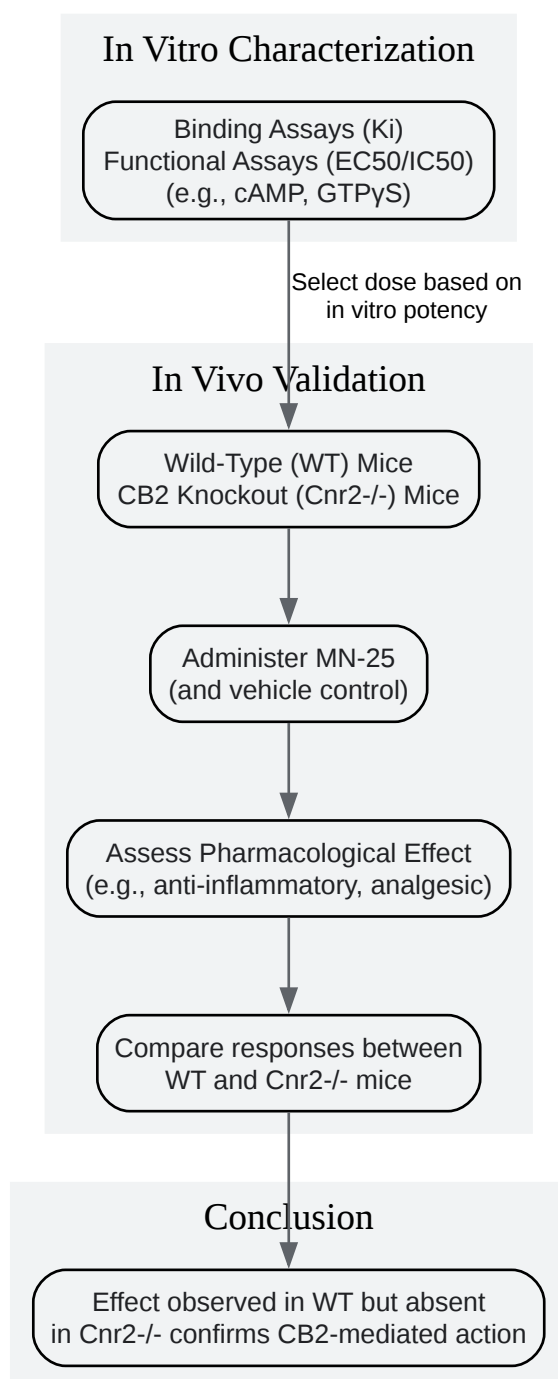 In Vitro Characterization
Binding Assays (Ki)
Functional Assays (EC50/IC50)
(e.g., cAMP, GTPγS)
Select dose based on
in vitro potency
In Vivo Validation
Wild-Type (WT) Mice
CB2 Knockout (Cnr2-/-) Mice
Administer MN-25
(and vehicle control)
Assess Pharmacological Effect
(e.g., anti-inflammatory, analgesic)
Compare responses between
WT and Cnr2-/- mice
Conclusion
Effect observed in WT but absent
in Cnr2-/- confirms CB2-mediated action